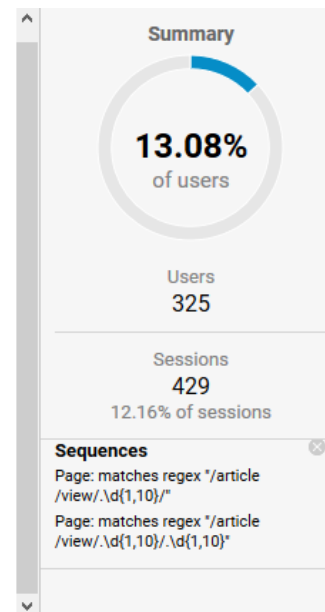 Summary
13.08%
of users
Users
325
Sessions
429
12.16% of sessions
Sequences
Page: matches regex "/article
/view/.\d{1,10}/"
Page: matches regex "/article
/view/.\d{1,10}/.\d{1,10}"